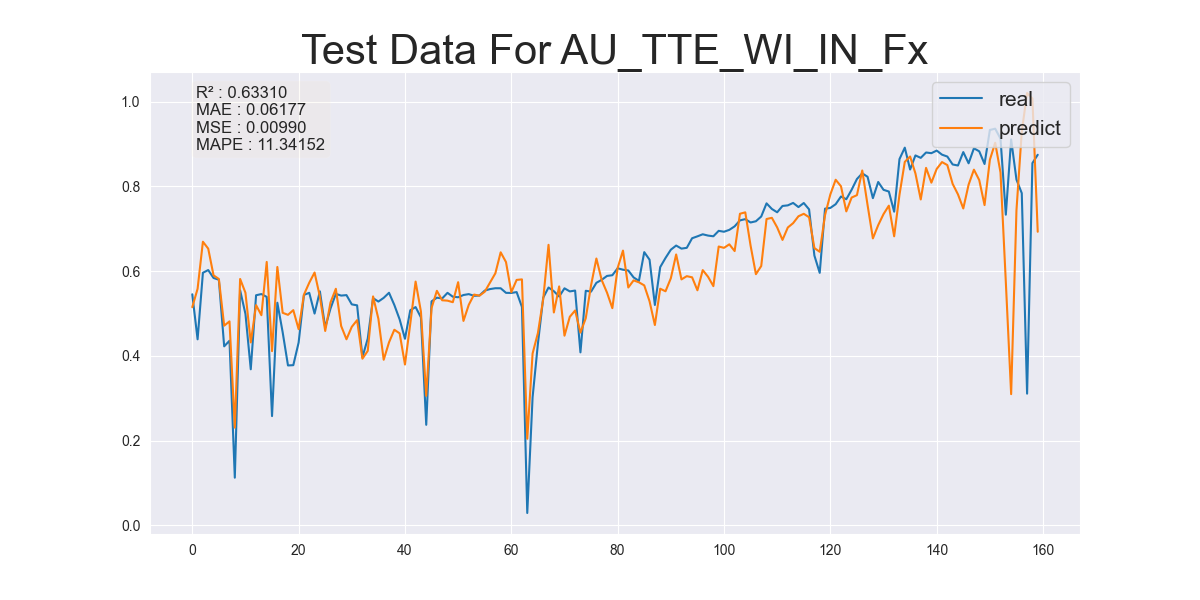 Test Data For AU_TTE_WI_IN_Fx
R² : 0.63310
MAE : 0.06177
MSE : 0.00990
MAPE : 11.34152
real
predict
1.0
0.8
0.6
0.4
0.2
0.0
0 20 40 60 80 100 120 140 160